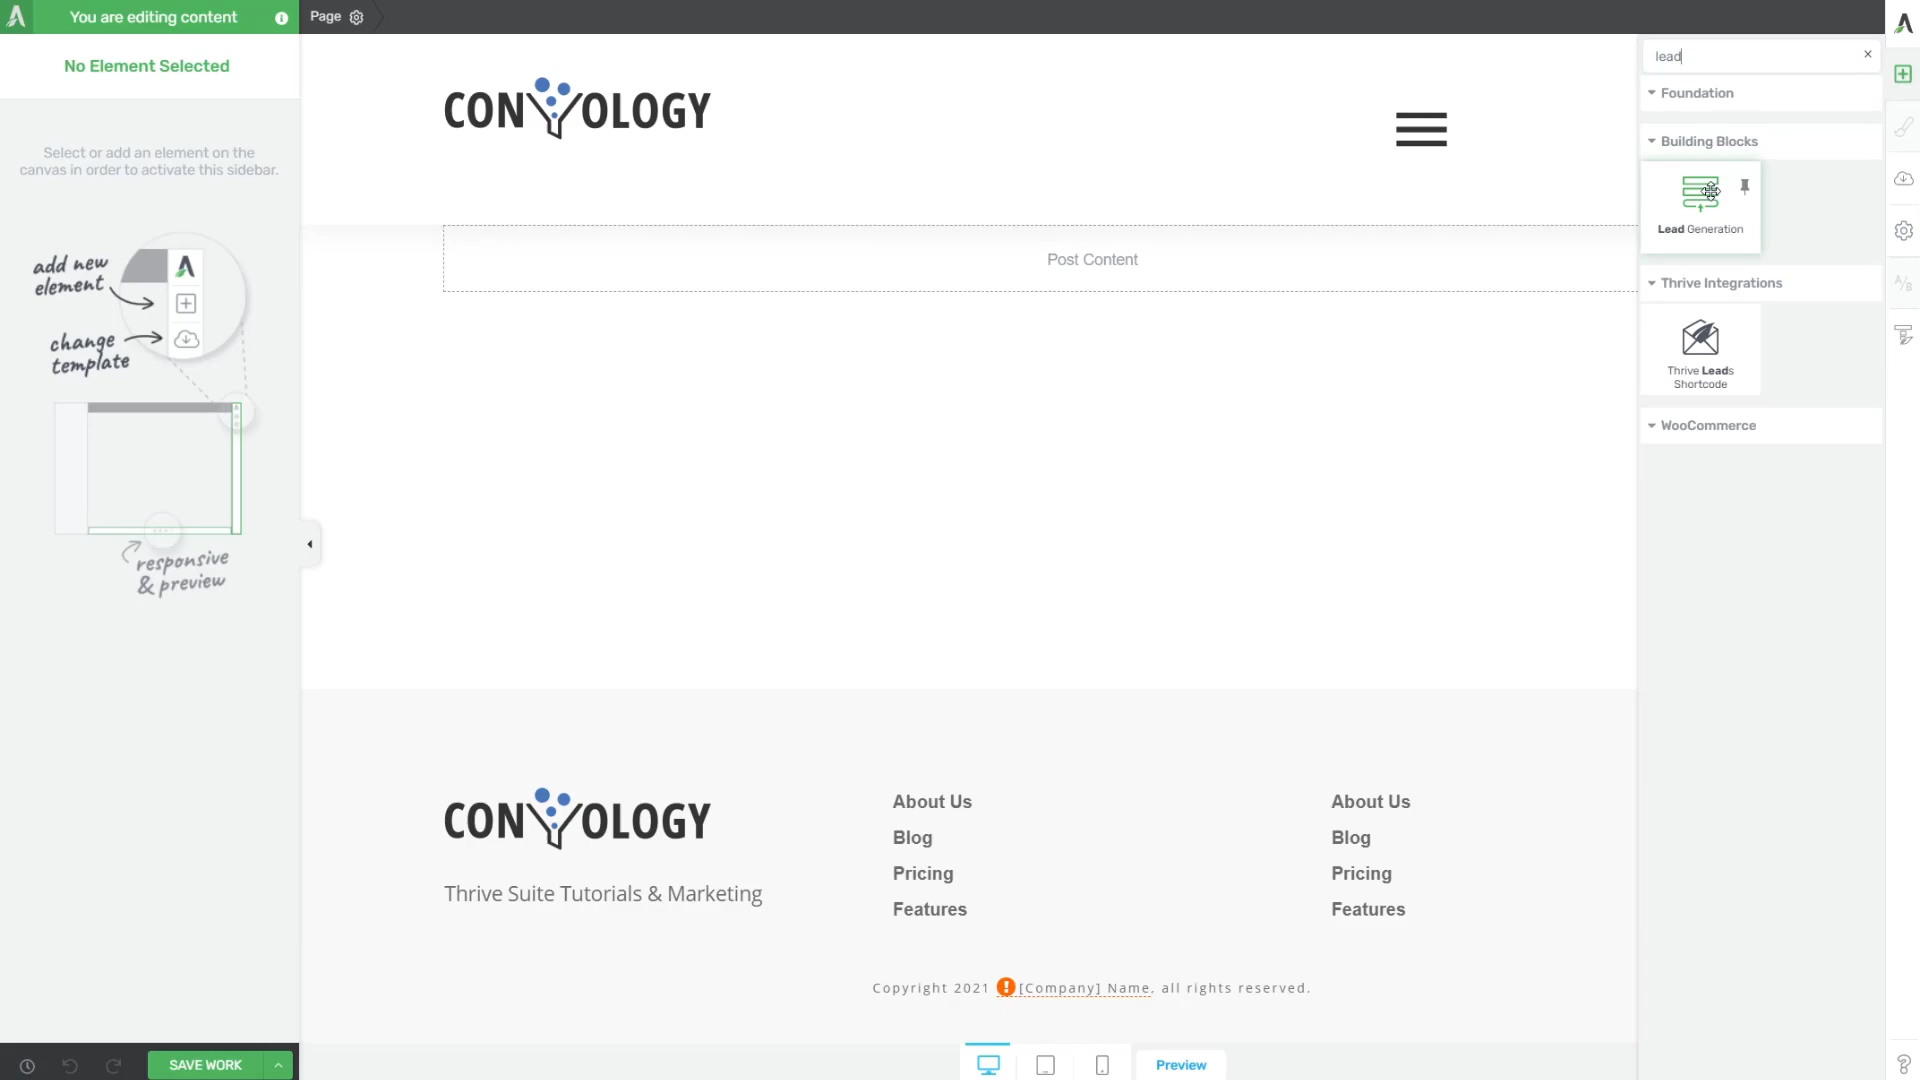 You are editing content
Page
No Element Selected
Select or add an element on the
canvas in order to activate this sidebar.
add new
element
change
template
responsive
& preview
SAVE WORK
CONVOLOGY
Post Content
CONVOLOGY
Thrive Suite Tutorials & Marketing
About Us
Blog
Pricing
Features
About Us
Blog
Pricing
Features
Copyright 2021 [Company] Name, all rights reserved.
Preview
lead
Foundation
Building Blocks
Lead Generation
Thrive Integrations
Thrive Leads
Shortcode
WooCommerce
A/B